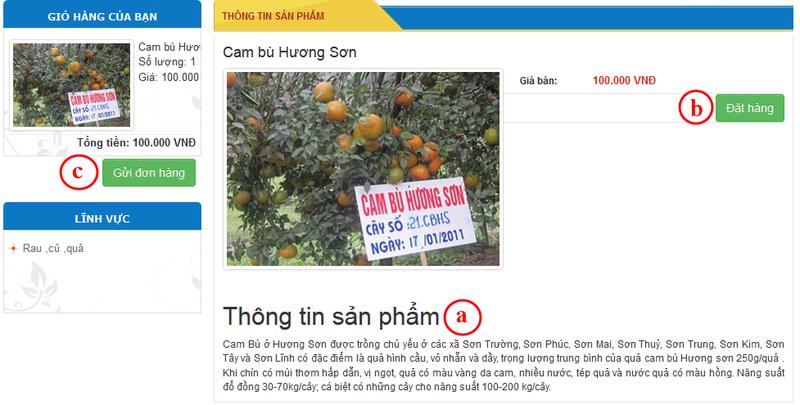 GIỎ HÀNG CỦA BẠN
Cam bù Hươ
Số lượng: 1
Giá: 100.000
CAM BÙ HƯƠNG SƠN
CÂY SỐ :21.CBHS
NGÀY: 17/01/2011
Tổng tiền: 100.000 VNĐ
c
Gửi đơn hàng
LĨNH VỰC
Rau ,củ ,quả
THÔNG TIN SẢN PHẨM
Cam bù Hương Sơn
CAM BÙ HƯƠNG SƠN
CÂY SỐ :21.CBHS
NGÀY: 17 /01/2011
Giá bán: 100.000 VNĐ
b
Đặt hàng
Thông tin sản phẩm
a
Cam Bù ở Hương Sơn được trồng chủ yếu ở các xã Sơn Trường, Sơn Phúc, Sơn Mai, Sơn Thuỷ, Sơn Trung, Sơn Kim, Sơn
Tây và Sơn Lĩnh có đặc điểm là quả hình cầu, vỏ nhẵn và dầy, trọng lượng trung bình của quả cam bù Hương sơn 250g/quả .
Khi chín có mùi thơm hấp dẫn, vị ngọt, quả có màu vàng da cam, nhiều nước, tép quả và nước quả có màu hồng. Năng suất
đổ đồng 30-70kg/cây; cá biệt có những cây cho năng suất 100-200 kg/cây.